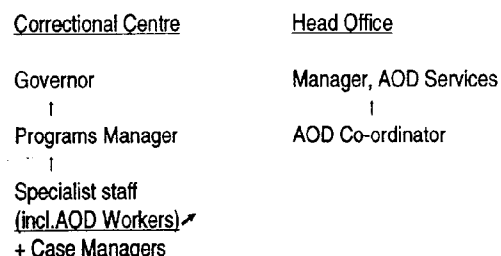 Correctional Centre
Governor
↑
Programs Manager
↑
Specialist staff
(incl.AOD Workers)↗
+ Case Managers
Head Office
Manager, AOD Services
↑
AOD Co-ordinator